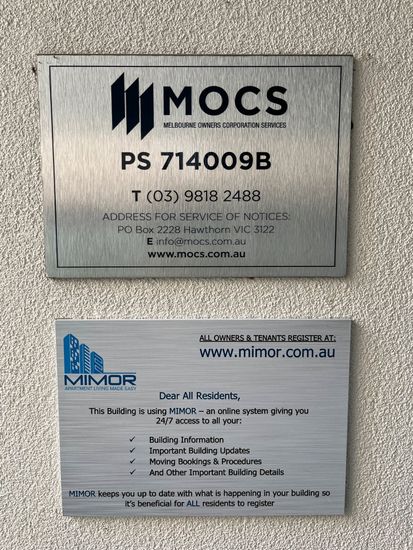 MOCS
MELBOURNE OWNERS CORPORATION SERVICES
PS 714009B
T (03) 9818 2488
ADDRESS FOR SERVICE OF NOTICES:
PO Box 2228 Hawthorn VIC 3122
E info@mocs.com.au
www.mocs.com.au
ALL OWNERS & TENANTS REGISTER AT:
www.mimor.com.au
MIMOR
APARTMENT LIVING MADE EASY
Dear All Residents,
This Building is using MIMOR – an online system giving you
24/7 access to all your:
✓ Building Information
✓ Important Building Updates
✓ Moving Bookings & Procedures
✓ And Other Important Building Details
MIMOR keeps you up to date with what is happening in your building so
it's beneficial for ALL residents to register